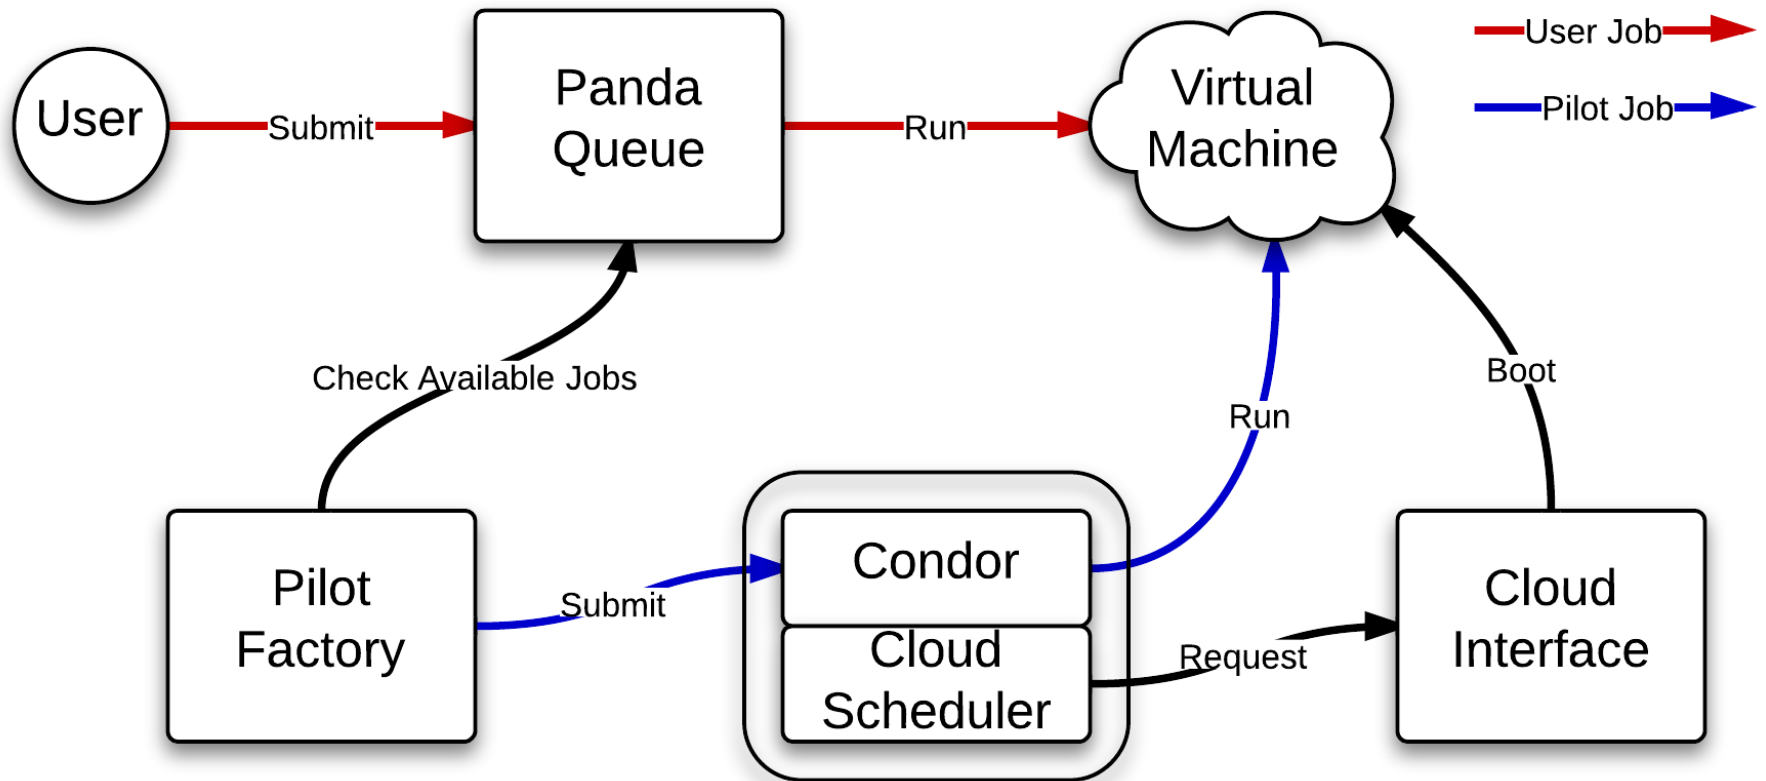 User
Submit
Panda
Queue
Run
Virtual
Machine
User Job
Pilot Job
Check Available Jobs
Boot
Run
Pilot
Factory
Submit
Condor
Cloud
Scheduler
Request
Cloud
Interface